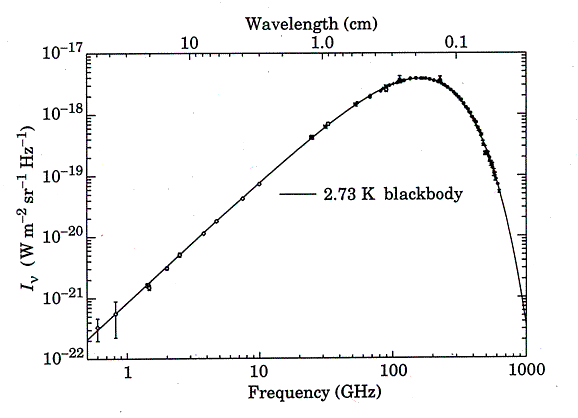 Wavelength (cm)
10 1.0 0.1
10⁻¹⁷
10⁻¹⁸
10⁻¹⁹
10⁻²⁰
10⁻²¹
10⁻²²
Iν (W m⁻² sr⁻¹ Hz⁻¹)
2.73 K blackbody
1 10 100 1000
Frequency (GHz)